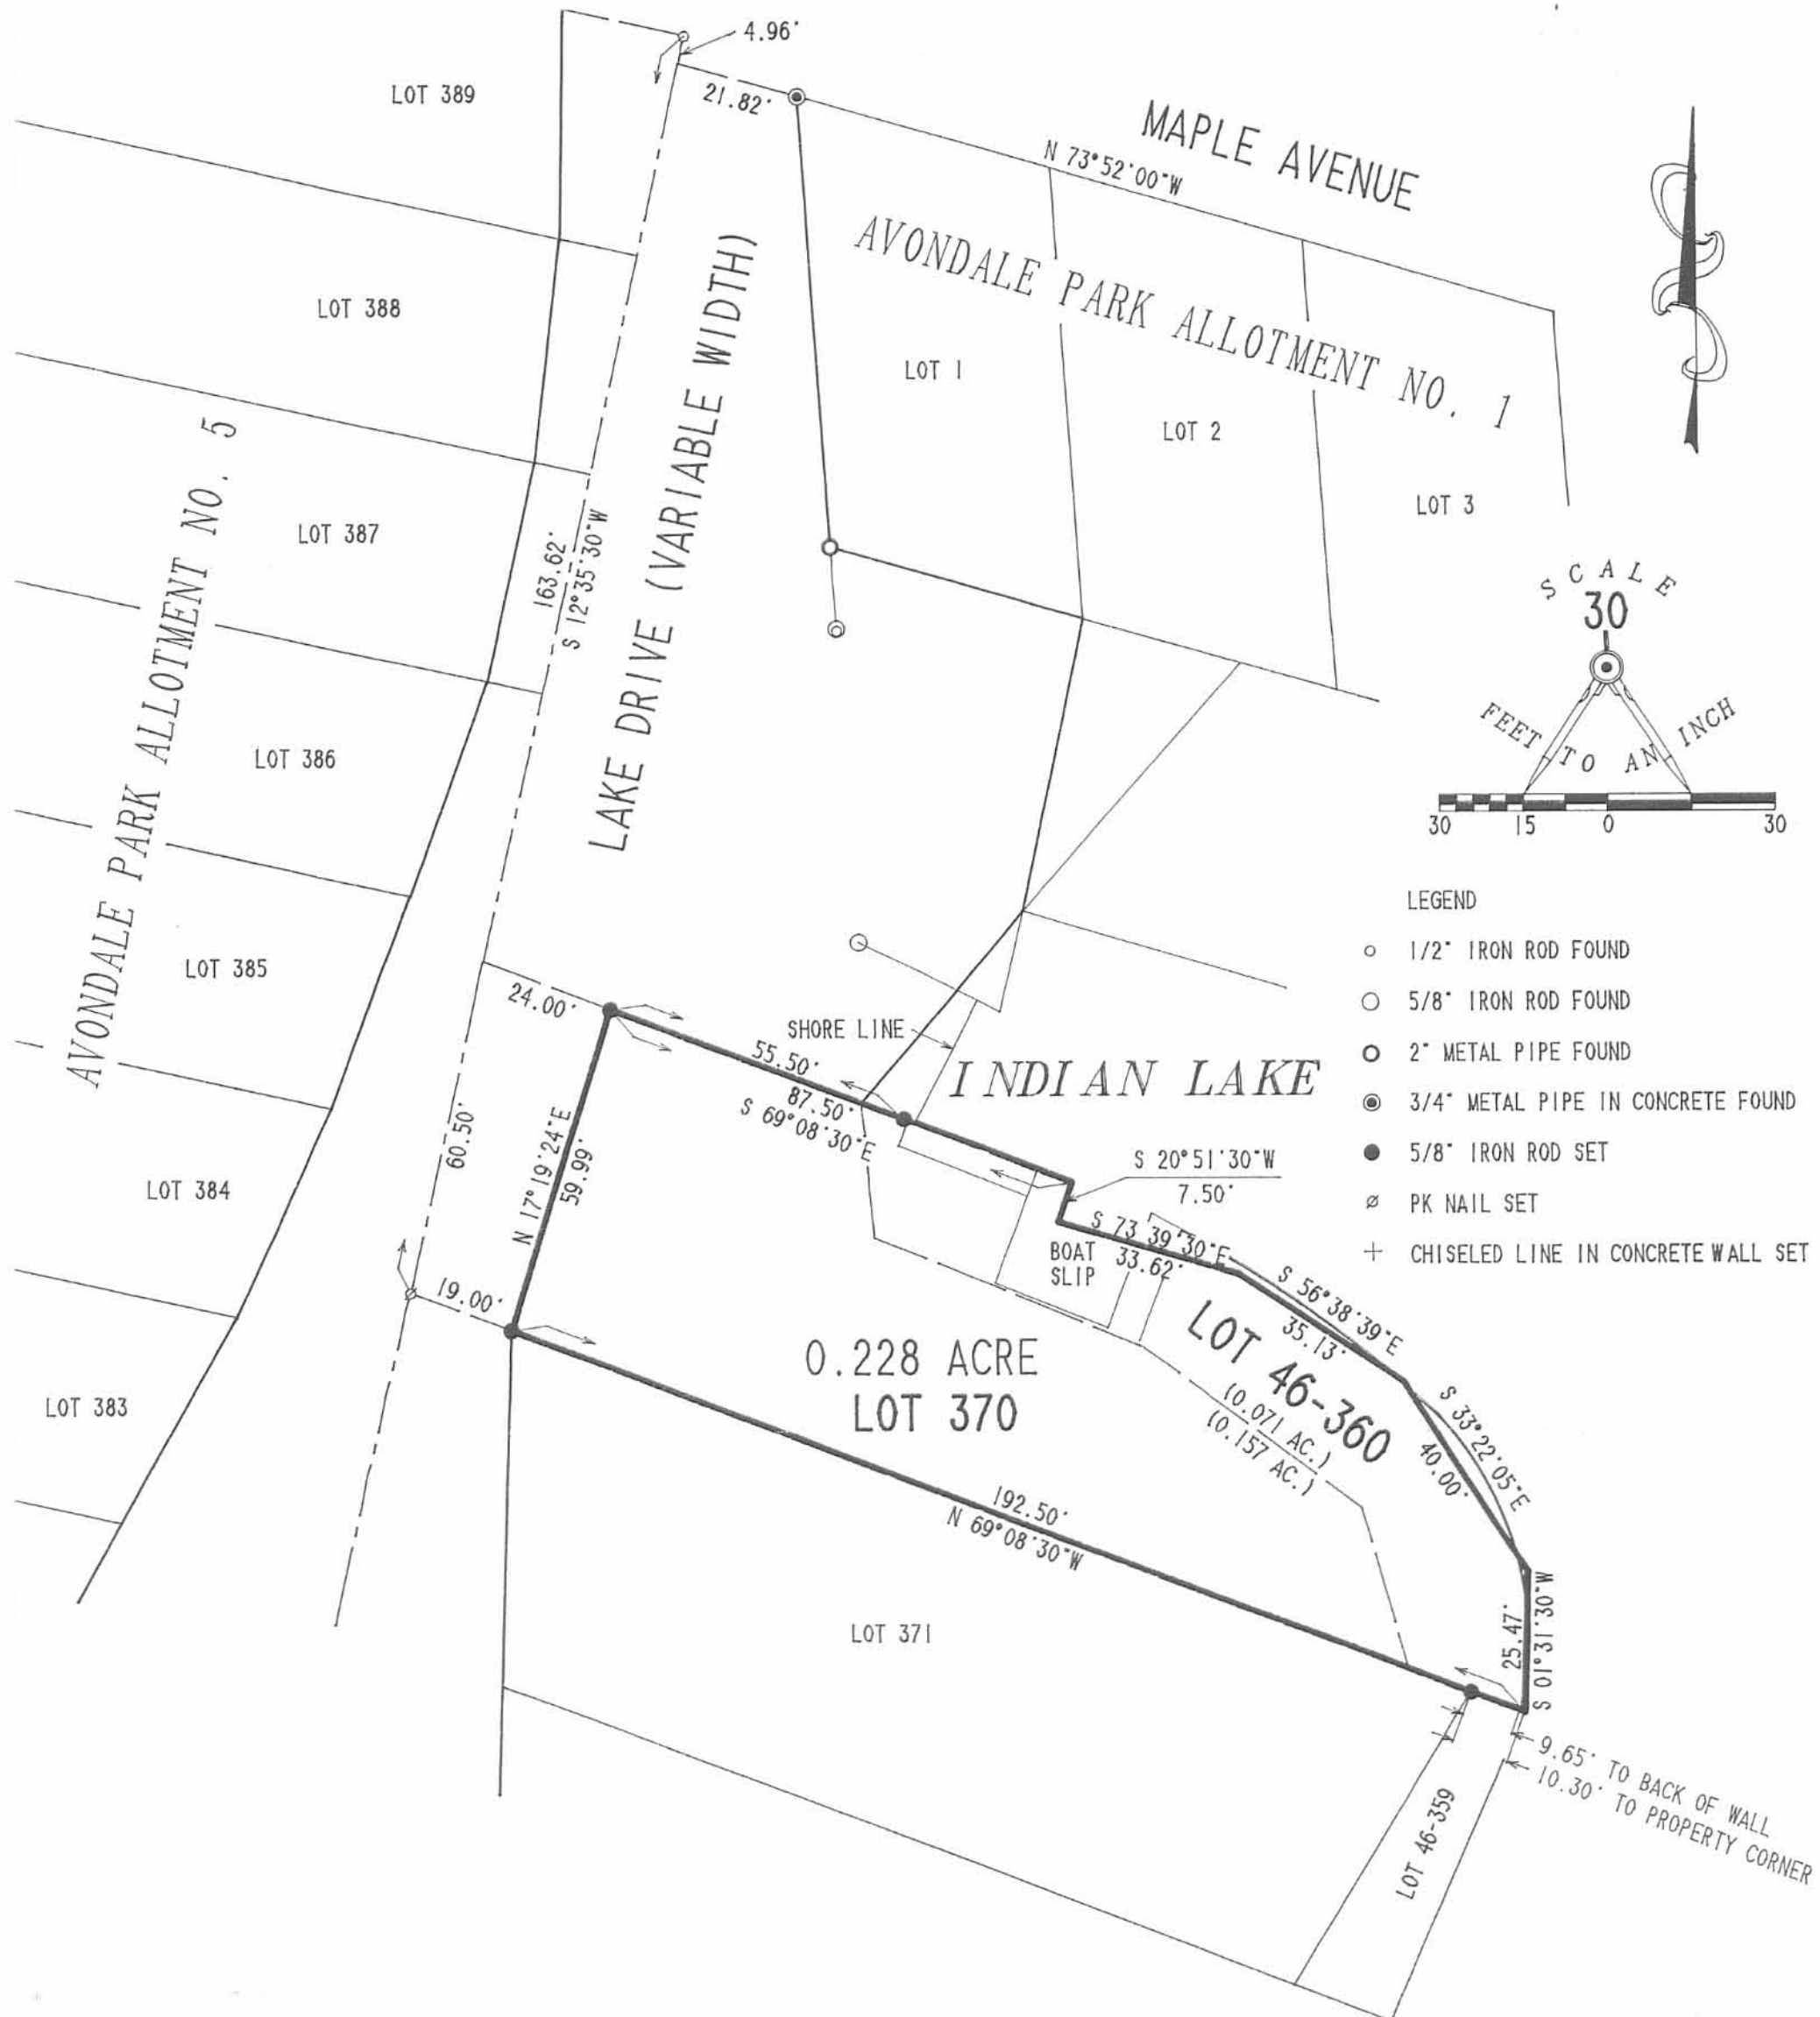 4.96'
LOT 389
21.82'
MAPLE AVENUE
N 73°52'00"W
AVONDALE PARK ALLOTMENT NO. 1
LOT 388
LOT 1
LOT 2
LOT 3
LAKE DRIVE (VARIABLE WIDTH)
AVONDALE PARK ALLOTMENT NO. 5
LOT 387
163.62'
S 12°35'30"W
SCALE
30
FEET TO AN INCH
30 15 0 30
LOT 386
LOT 385
24.00'
SHORE LINE
55.50'
87.50'
S 69°08'30"E
INDIAN LAKE
LEGEND
1/2" IRON ROD FOUND
5/8" IRON ROD FOUND
2" METAL PIPE FOUND
3/4" METAL PIPE IN CONCRETE FOUND
5/8" IRON ROD SET
PK NAIL SET
CHISELED LINE IN CONCRETE WALL SET
60.50'
N 17°19'24"E
59.99'
S 20°51'30"W
7.50'
LOT 384
S 73°39'30"E
33.62'
BOAT
SLIP
19.00'
S 56°38'39"E
35.13'
0.228 ACRE
LOT 370
LOT 46-360
(0.071 AC.)
(0.157 AC.)
LOT 383
S 33°22'05"E
40.00'
192.50'
N 69°08'30"W
25.47'
S 01°31'30"W
LOT 371
9.65' TO BACK OF WALL
10.30' TO PROPERTY CORNER
LOT 46-359